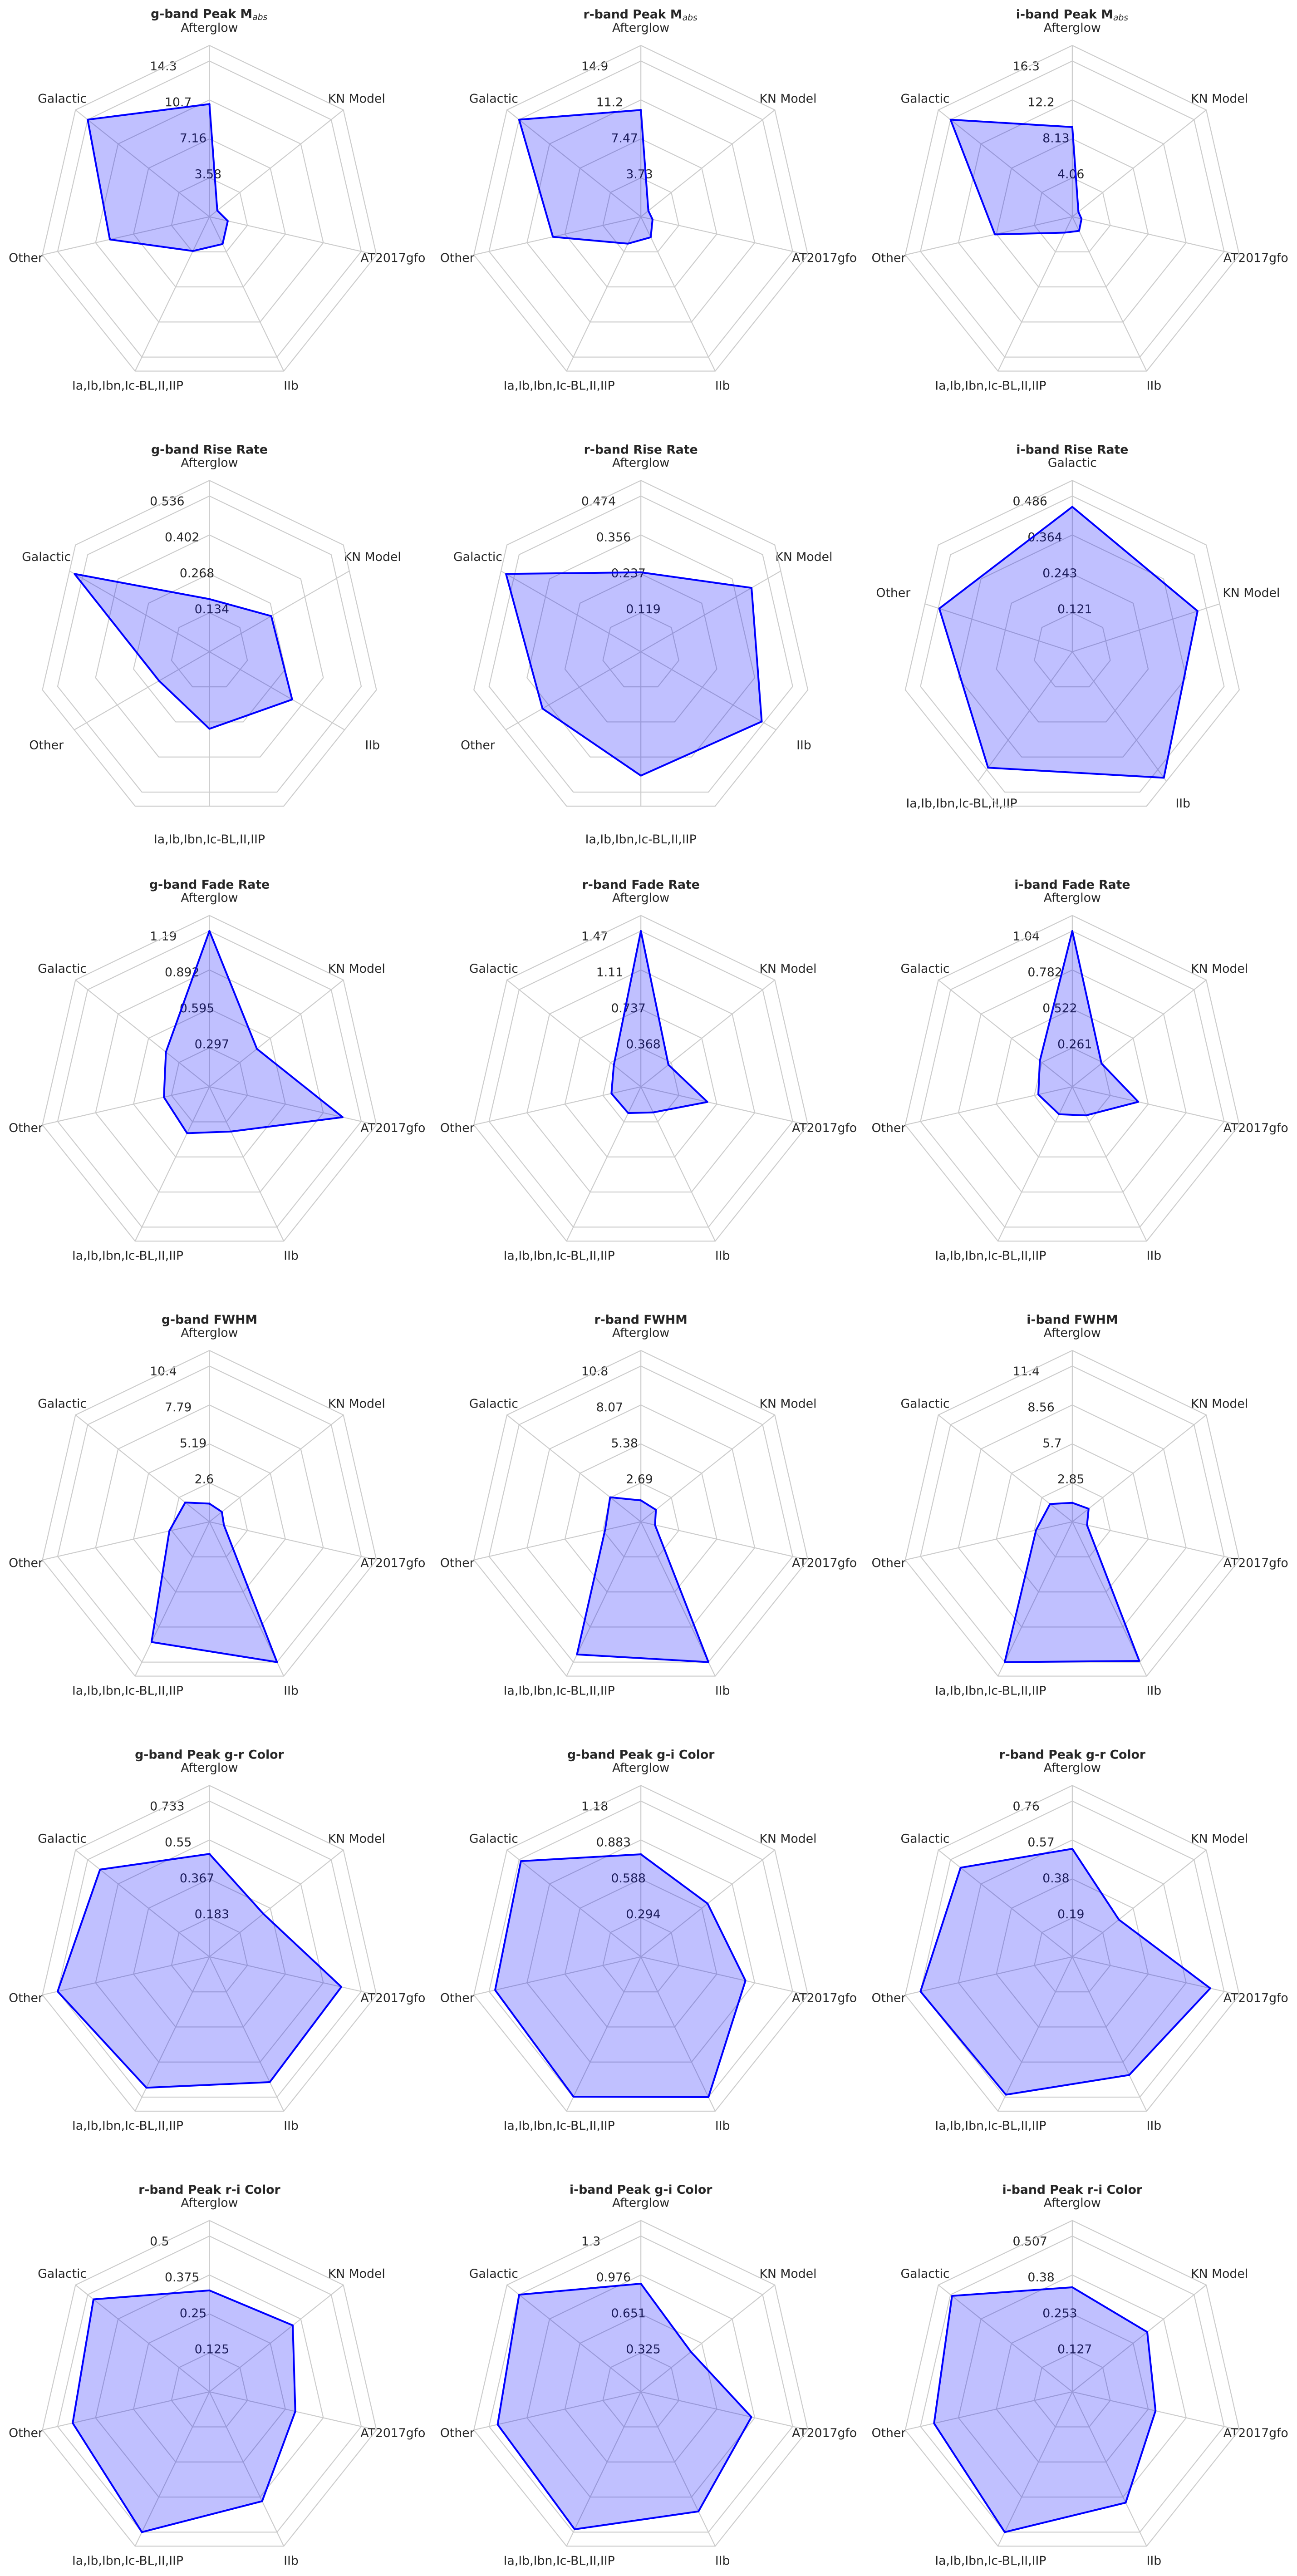 g-band Peak M_abs
Afterglow
14.3
10.7
7.16
3.58
Galactic
KN Model
Other
AT2017gfo
Ia,Ib,Ibn,Ic-BL,II,IIP
IIb
r-band Peak M_abs
Afterglow
14.9
11.2
7.47
3.73
Galactic
KN Model
Other
AT2017gfo
Ia,Ib,Ibn,Ic-BL,II,IIP
IIb
i-band Peak M_abs
Afterglow
16.3
12.2
8.13
4.06
Galactic
KN Model
Other
AT2017gfo
Ia,Ib,Ibn,Ic-BL,II,IIP
IIb
g-band Rise Rate
Afterglow
0.536
0.402
0.268
0.134
Galactic
KN Model
Other
IIb
Ia,Ib,Ibn,Ic-BL,II,IIP
r-band Rise Rate
Afterglow
0.474
0.356
0.237
0.119
Galactic
KN Model
Other
IIb
Ia,Ib,Ibn,Ic-BL,II,IIP
i-band Rise Rate
Galactic
0.486
0.364
0.243
0.121
Other
KN Model
Ia,Ib,Ibn,Ic-BL,II,IIP
IIb
g-band Fade Rate
Afterglow
1.19
0.892
0.595
0.297
Galactic
KN Model
Other
AT2017gfo
Ia,Ib,Ibn,Ic-BL,II,IIP
IIb
r-band Fade Rate
Afterglow
1.47
1.11
0.737
0.368
Galactic
KN Model
Other
AT2017gfo
Ia,Ib,Ibn,Ic-BL,II,IIP
IIb
i-band Fade Rate
Afterglow
1.04
0.782
0.522
0.261
Galactic
KN Model
Other
AT2017gfo
Ia,Ib,Ibn,Ic-BL,II,IIP
IIb
g-band FWHM
Afterglow
10.4
7.79
5.19
2.6
Galactic
KN Model
Other
AT2017gfo
Ia,Ib,Ibn,Ic-BL,II,IIP
IIb
r-band FWHM
Afterglow
10.8
8.07
5.38
2.69
Galactic
KN Model
Other
AT2017gfo
Ia,Ib,Ibn,Ic-BL,II,IIP
IIb
i-band FWHM
Afterglow
11.4
8.56
5.7
2.85
Galactic
KN Model
Other
AT2017gfo
Ia,Ib,Ibn,Ic-BL,II,IIP
IIb
g-band Peak g-r Color
Afterglow
0.733
0.55
0.367
0.183
Galactic
KN Model
Other
AT2017gfo
Ia,Ib,Ibn,Ic-BL,II,IIP
IIb
g-band Peak g-i Color
Afterglow
1.18
0.883
0.588
0.294
Galactic
KN Model
Other
AT2017gfo
Ia,Ib,Ibn,Ic-BL,II,IIP
IIb
r-band Peak g-r Color
Afterglow
0.76
0.57
0.38
0.19
Galactic
KN Model
Other
AT2017gfo
Ia,Ib,Ibn,Ic-BL,II,IIP
IIb
r-band Peak r-i Color
Afterglow
0.5
0.375
0.25
0.125
Galactic
KN Model
Other
AT2017gfo
Ia,Ib,Ibn,Ic-BL,II,IIP
IIb
i-band Peak g-i Color
Afterglow
1.3
0.976
0.651
0.325
Galactic
KN Model
Other
AT2017gfo
Ia,Ib,Ibn,Ic-BL,II,IIP
IIb
i-band Peak r-i Color
Afterglow
0.507
0.38
0.253
0.127
Galactic
KN Model
Other
AT2017gfo
Ia,Ib,Ibn,Ic-BL,II,IIP
IIb